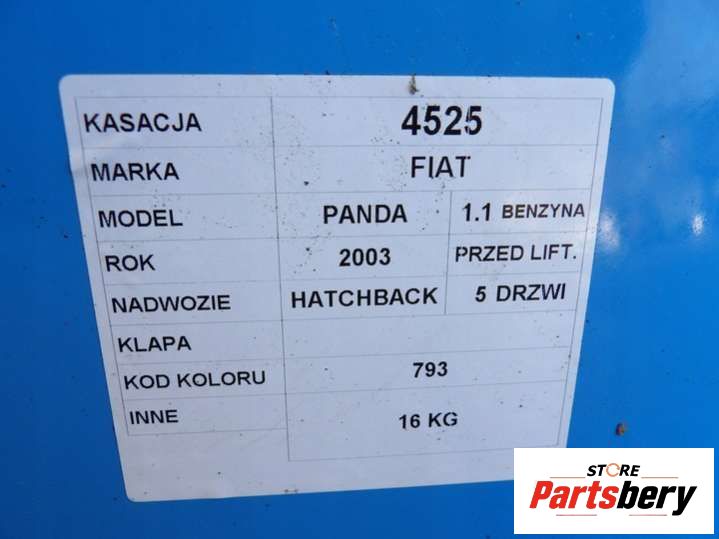 KASACJA 4525
MARKA FIAT
MODEL PANDA 1.1 BENZYNA
ROK 2003 PRZED LIFT.
NADWOZIE HATCHBACK 5 DRZWI
KLAPA
KOD KOLORU 793
INNE 16 KG
STORE
Partsbery